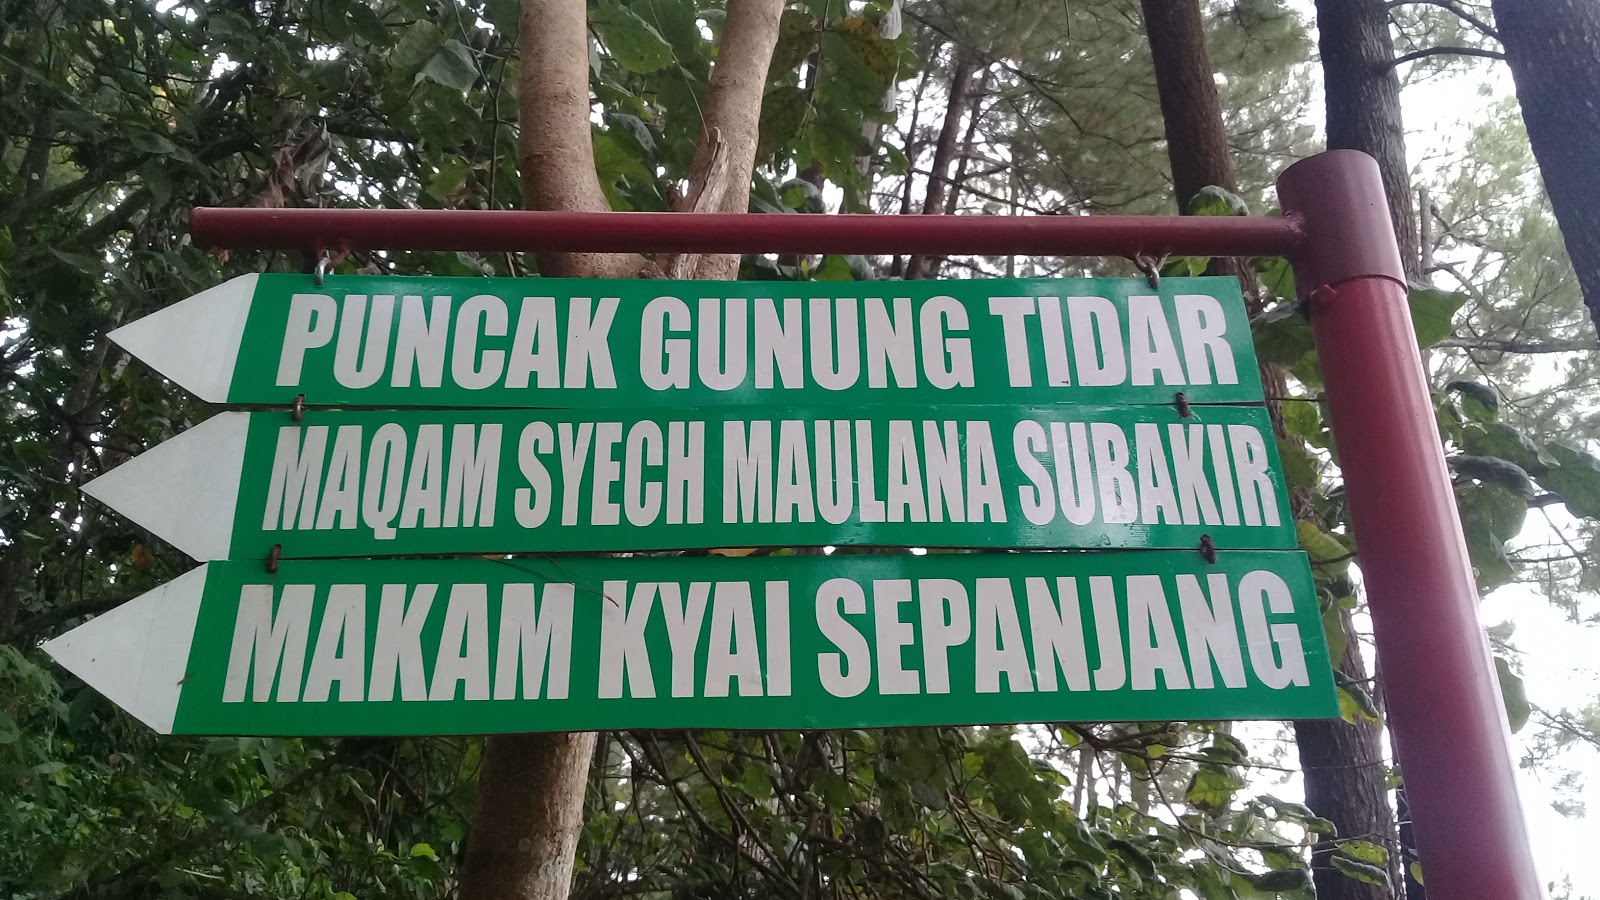 PUNCAK GUNUNG TIDAR
MAQAM SYECH MAULANA SUBAKIR
MAKAM KYAI SEPANJANG